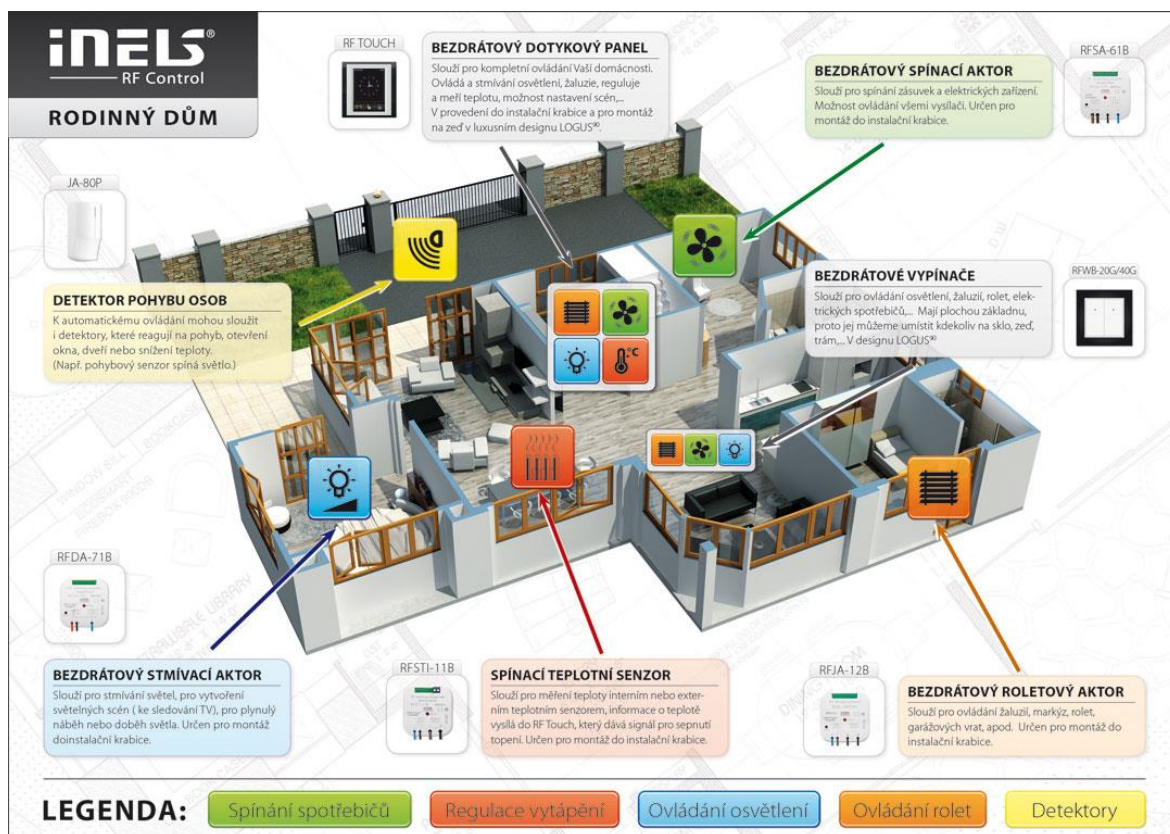 iNELS®
RF Control
RODINNÝ DŮM
RF TOUCH
BEZDRÁTOVÝ DOTYKOVÝ PANEL
Slouží pro kompletní ovládání Vaší domácnosti.
Ovládá a stmívání osvětlení, žaluzie, reguluje
a meří teplotu, možnost nastavení scén,...
V provedení do instalační krabice a pro montáž
na zeď v luxusním designu LOGUS⁹⁰.
RFSA-61B
BEZDRÁTOVÝ SPÍNACÍ AKTOR
Slouží pro spínání zásuvek a elektrických zařízení.
Možnost ovládání všemi vysílači. Určen pro
montáž do instalační krabice.
JA-80P
DETEKTOR POHYBU OSOB
K automatickému ovládání mohou sloužit
i detektory, které reagují na pohyb, otevření
okna, dveří nebo snížení teploty.
(Např. pohybový senzor spíná světlo.)
BEZDRÁTOVÉ VYPÍNAČE
Slouží pro ovládání osvětlení, žaluzií, rolet, elek-
trických spotřebičů,... Mají plochou základnu,
proto jej můžeme umístit kdekoliv na sklo, zeď,
trám,... V designu LOGUS⁹⁰
RFWB-20G/40G
°C
RFDA-71B
BEZDRÁTOVÝ STMÍVACÍ AKTOR
Slouží pro stmívání světel, pro vytvoření
světelných scén ( ke sledování TV), pro plynulý
náběh nebo doběh světla. Určen pro montáž
doinstalační krabice.
RFSTI-11B
SPÍNACÍ TEPLOTNÍ SENZOR
Slouží pro měření teploty interním nebo exter-
ním teplotním senzorem, informace o teplotě
vysílá do RF Touch, který dává signál pro sepnutí
topení. Určen pro montáž do instalační krabice.
RFJA-12B
BEZDRÁTOVÝ ROLETOVÝ AKTOR
Slouží pro ovládání žaluzií, markýz, rolet,
garážových vrat, apod. Určen pro montáž do
instalační krabice.
LEGENDA:
Spínání spotřebičů
Regulace vytápění
Ovládání osvětlení
Ovládání rolet
Detektory